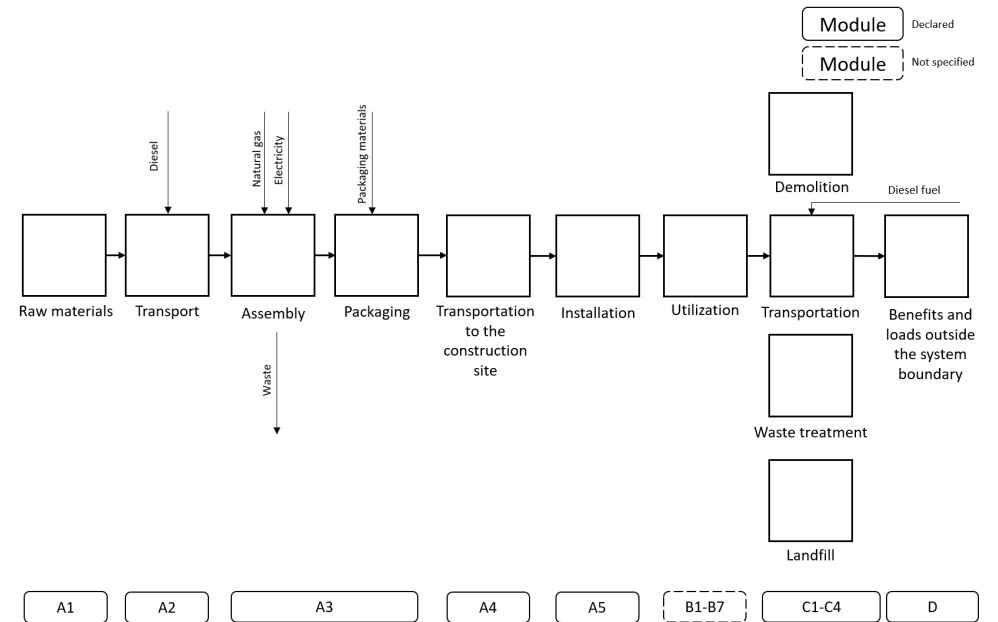 Module
Declared
Module
Not specified
Diesel
Natural gas
Electricity
Packaging materials
Demolition
Diesel fuel
Raw materials
Transport
Assembly
Packaging
Transportation
to the
construction
site
Installation
Utilization
Transportation
Benefits and
loads outside
the system
boundary
Waste
Waste treatment
Landfill
A1
A2
A3
A4
A5
B1-B7
C1-C4
D